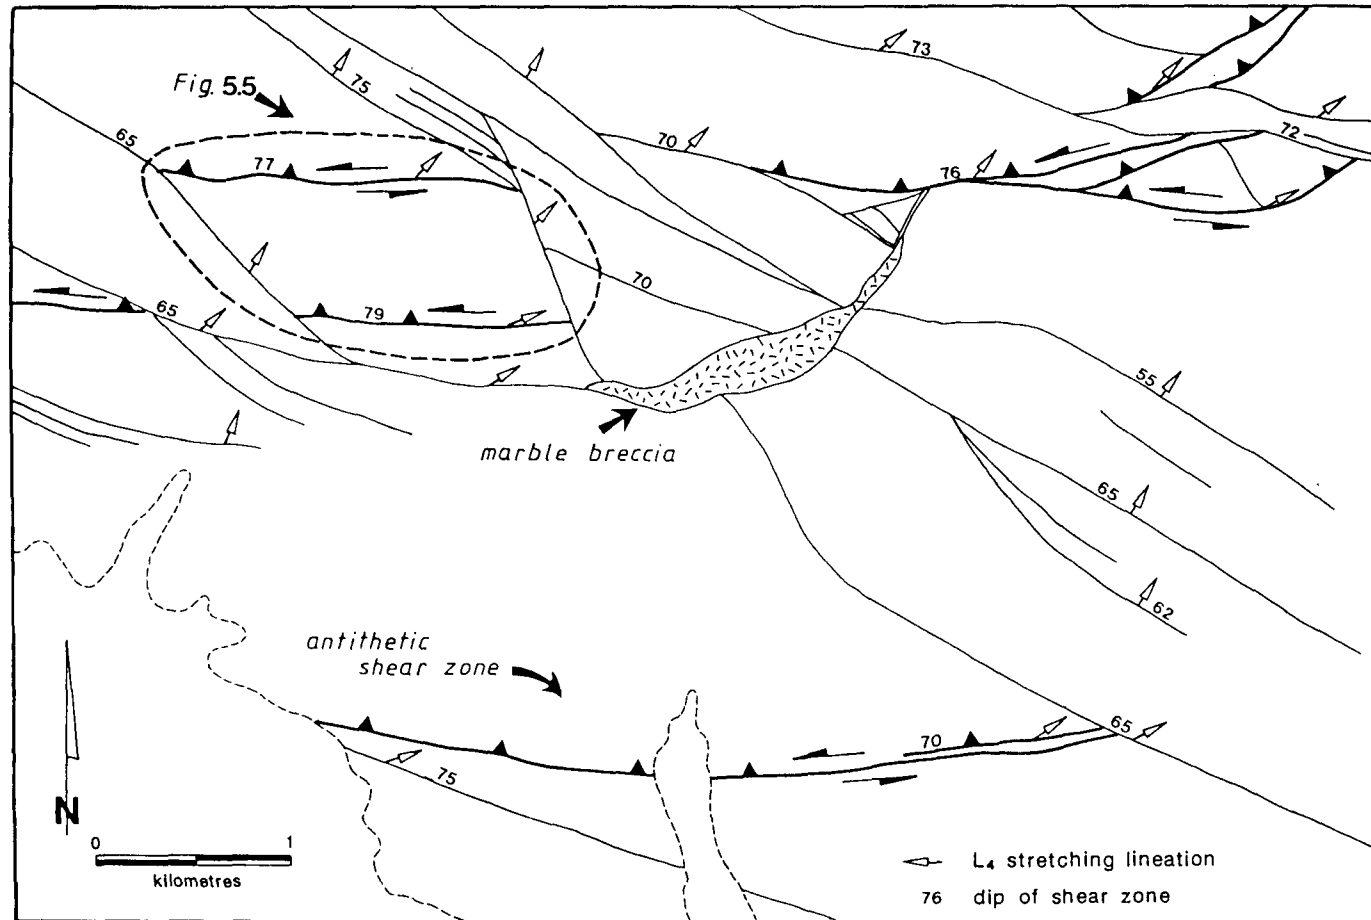 73
Fig. 5.5
75
65
70
72
77
76
70
79
65
55
marble breccia
65
62
antithetic
shear zone
65
70
75
N
0 1
kilometres
L₄ stretching lineation
76 dip of shear zone